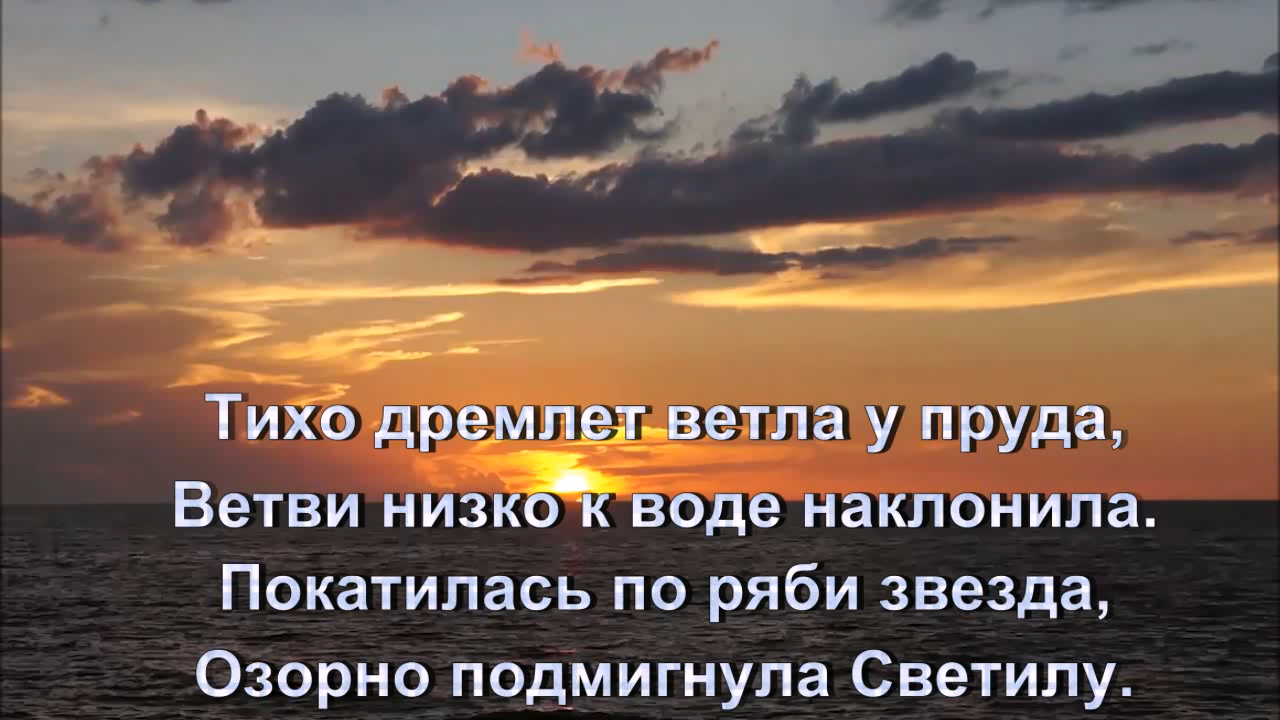 Тихо дремлет ветла у пруда,
Ветви низко к воде наклонила.
Покатилась по ряби звезда,
Озорно подмигнула Светилу.